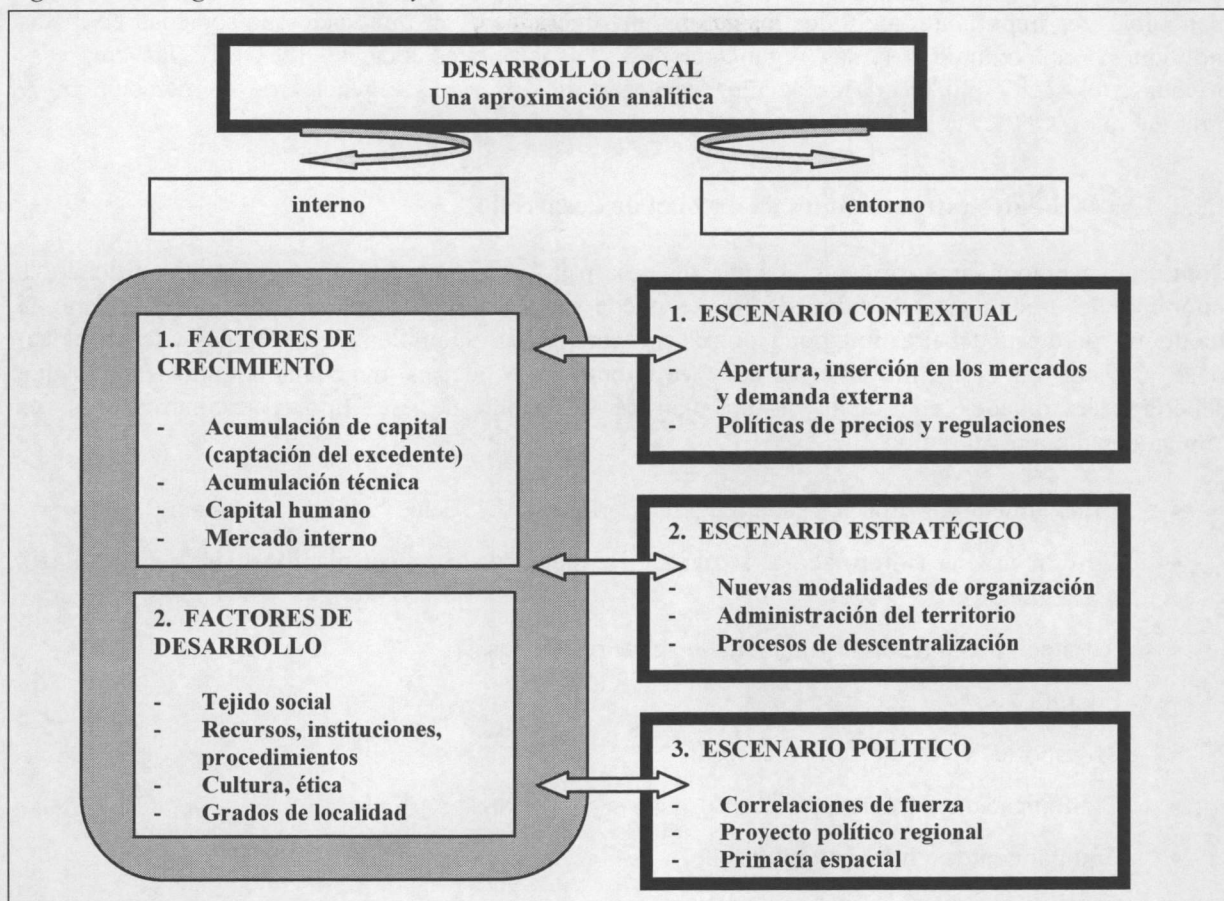 DESARROLLO LOCAL
Una aproximación analítica
interno
entorno
1. FACTORES DE
CRECIMIENTO
- Acumulación de capital
(captación del excedente)
- Acumulación técnica
- Capital humano
- Mercado interno
2. FACTORES DE
DESARROLLO
- Tejido social
- Recursos, instituciones,
procedimientos
- Cultura, ética
- Grados de localidad
1. ESCENARIO CONTEXTUAL
- Apertura, inserción en los mercados
y demanda externa
- Políticas de precios y regulaciones
2. ESCENARIO ESTRATÉGICO
- Nuevas modalidades de organización
- Administración del territorio
- Procesos de descentralización
3. ESCENARIO POLITICO
- Correlaciones de fuerza
- Proyecto político regional
- Primacía espacial